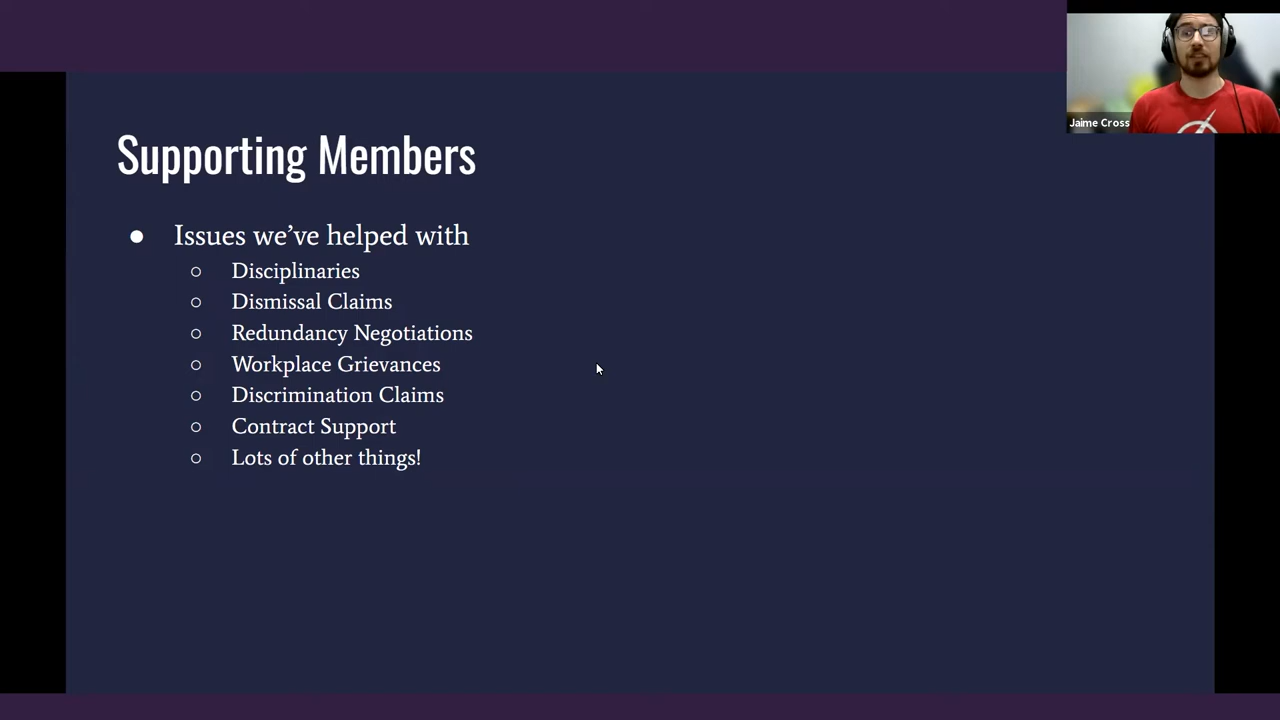 Jaime Cross
Supporting Members
● Issues we’ve helped with
○ Disciplinaries
○ Dismissal Claims
○ Redundancy Negotiations
○ Workplace Grievances
○ Discrimination Claims
○ Contract Support
○ Lots of other things!